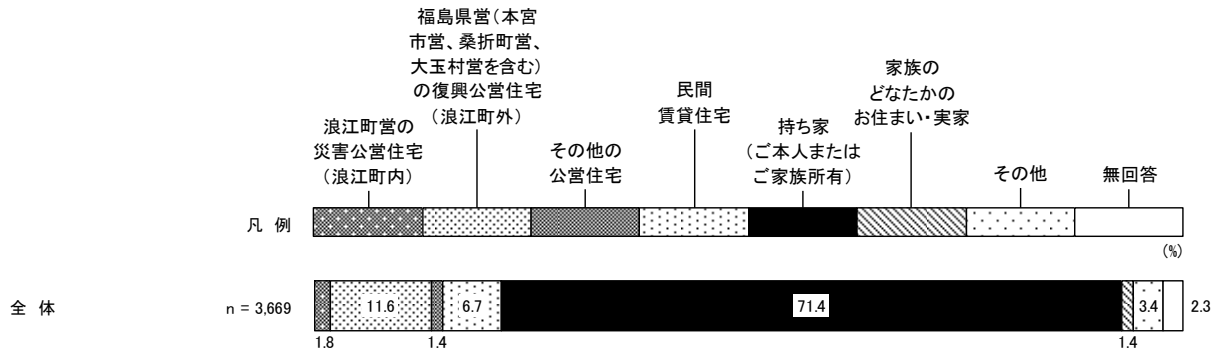 浪江町営の
災害公営住宅
（浪江町内）
福島県営（本宮
市営、桑折町営、
大玉村営を含む）
の復興公営住宅
（浪江町外）
その他の
公営住宅
民間
賃貸住宅
持ち家
（ご本人または
ご家族所有）
家族の
どなたかの
お住まい・実家
その他
無回答
凡 例
(%)
全 体 n = 3,669 11.6 6.7 71.4 3.4 2.3
1.8 1.4 1.4